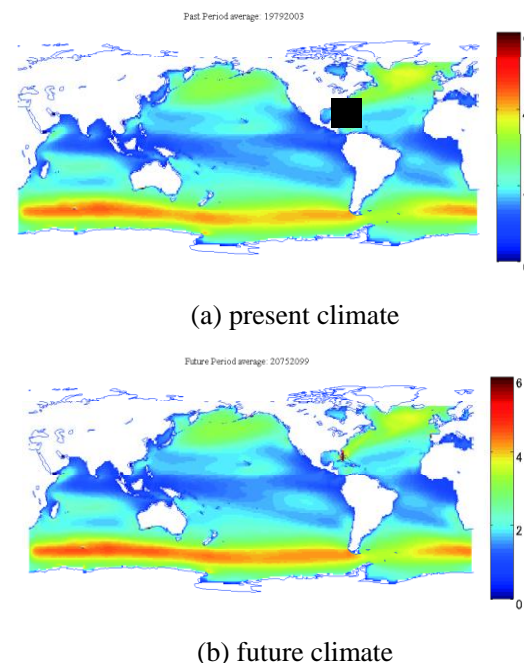 Past Period average: 19792003
(a) present climate
Future Period average: 20752099
6
4
2
0
(b) future climate